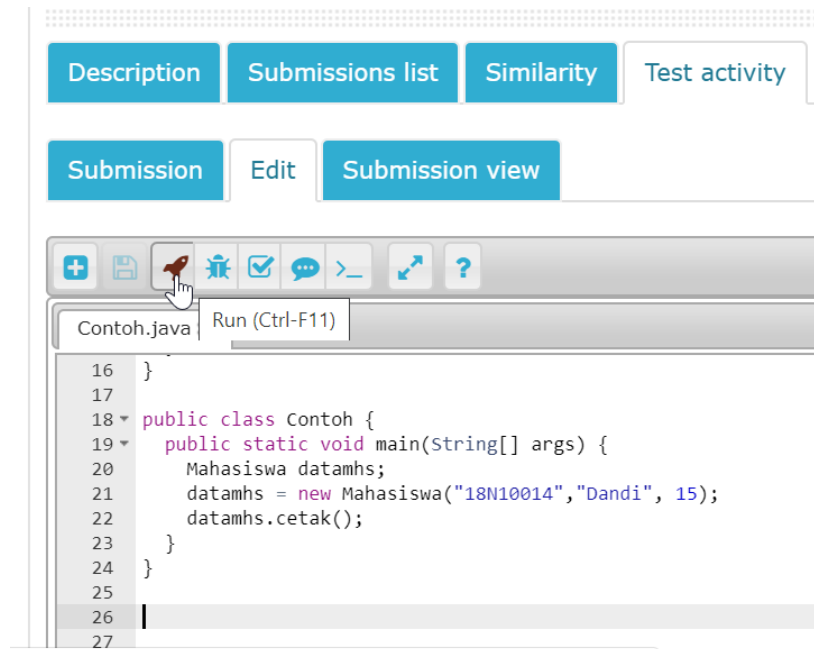 Description Submissions list Similarity Test activity
Submission Edit Submission view
>_ ?
Contoh.java
Run (Ctrl-F11)
16 }
17
18 public class Contoh {
19 public static void main(String[] args) {
20 Mahasiswa datamhs;
21 datamhs = new Mahasiswa("18N10014","Dandi", 15);
22 datamhs.cetak();
23 }
24 }
25
26
27